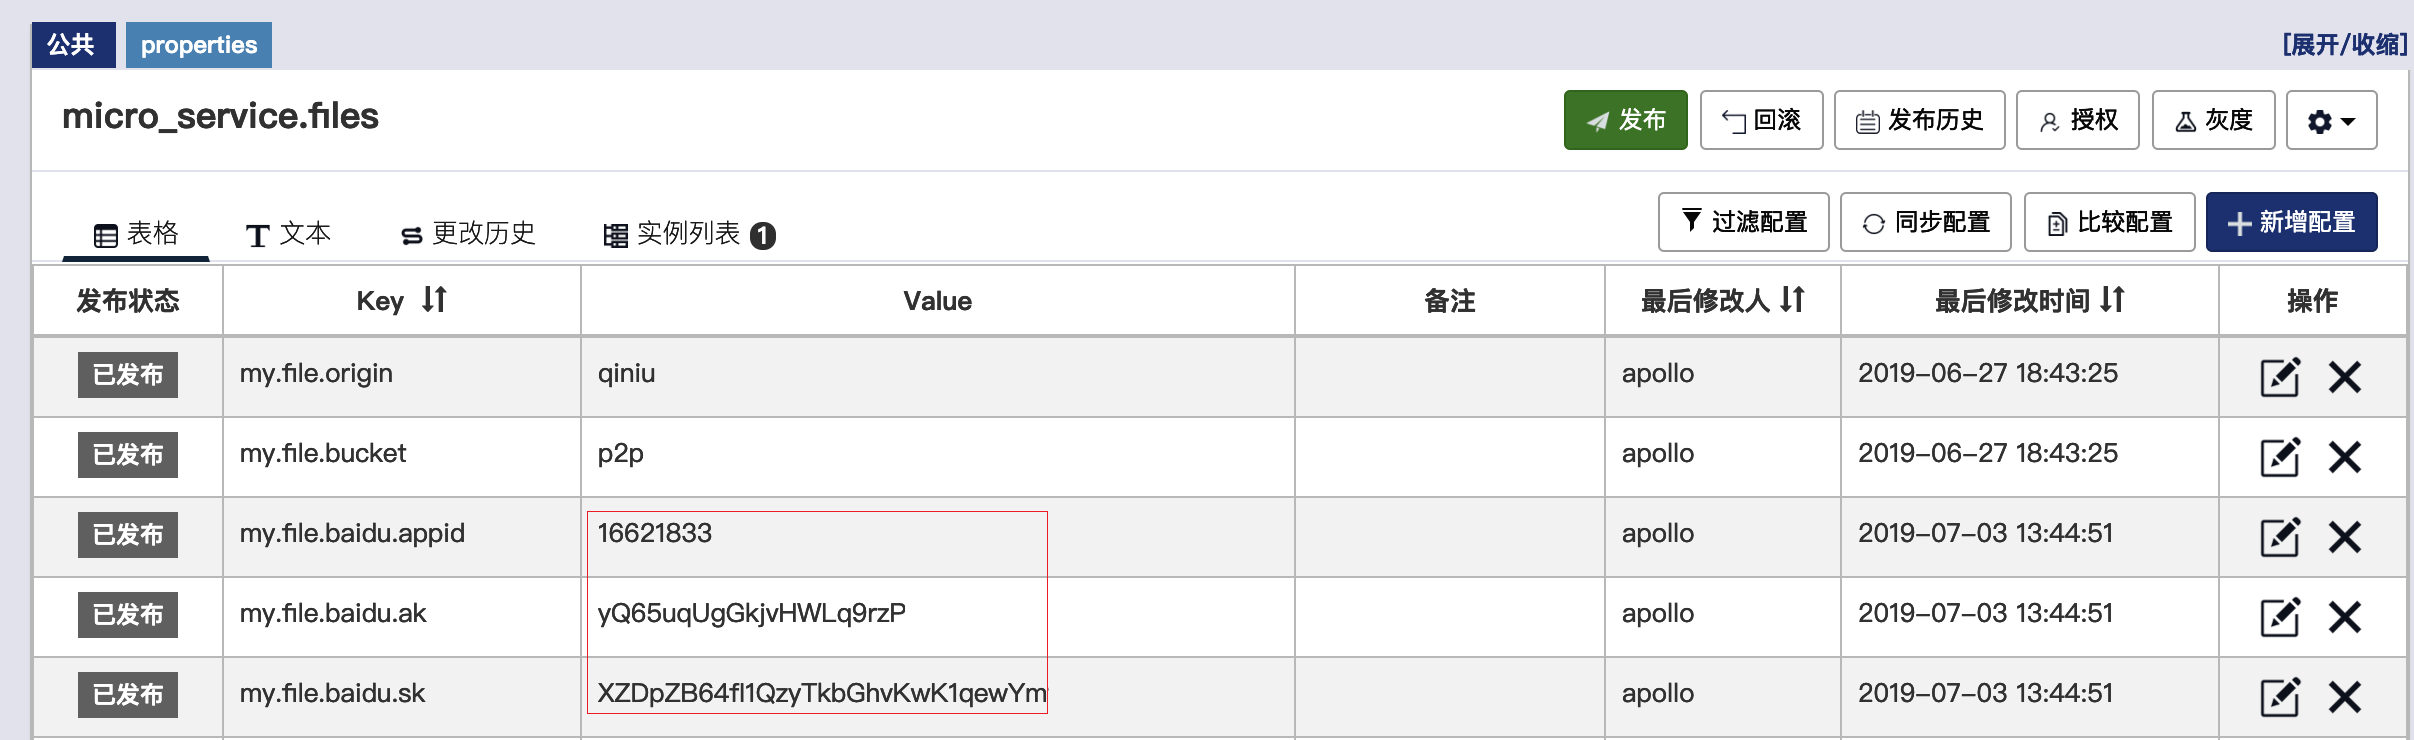 公共 properties [展开/收缩]
micro_service.files 发布 回滚 发布历史 授权 灰度
表格 文本 更改历史 实例列表 1 过滤配置 同步配置 比较配置 新增配置
发布状态 Key Value 备注 最后修改人 最后修改时间 操作
已发布 my.file.origin qiniu apollo 2019-06-27 18:43:25
已发布 my.file.bucket p2p apollo 2019-06-27 18:43:25
已发布 my.file.baidu.appid 16621833 apollo 2019-07-03 13:44:51
已发布 my.file.baidu.ak yQ65uqUgGkjvHWLq9rzP apollo 2019-07-03 13:44:51
已发布 my.file.baidu.sk XZDpZB64fl1QzyTkbGhvKwK1qewYm apollo 2019-07-03 13:44:51